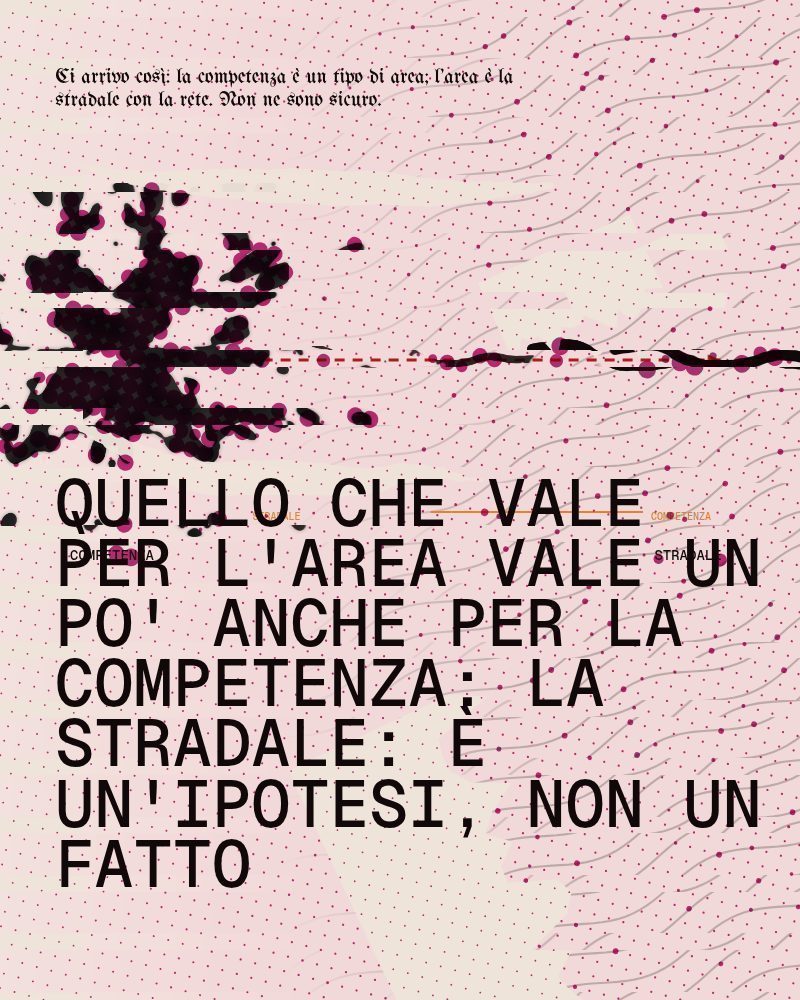 Ci arrivo così: la competenza è un tipo di area; l'area è la
stradale con la rete. Non ne sono sicuro.
QUELLO CHE VALE
STRADALE
COMPETENZA
PER L'AREA VALE UN
COMPETENZA
STRADALE
PO' ANCHE PER LA
COMPETENZA; LA
STRADALE: È
UN'IPOTESI, NON UN
FATTO